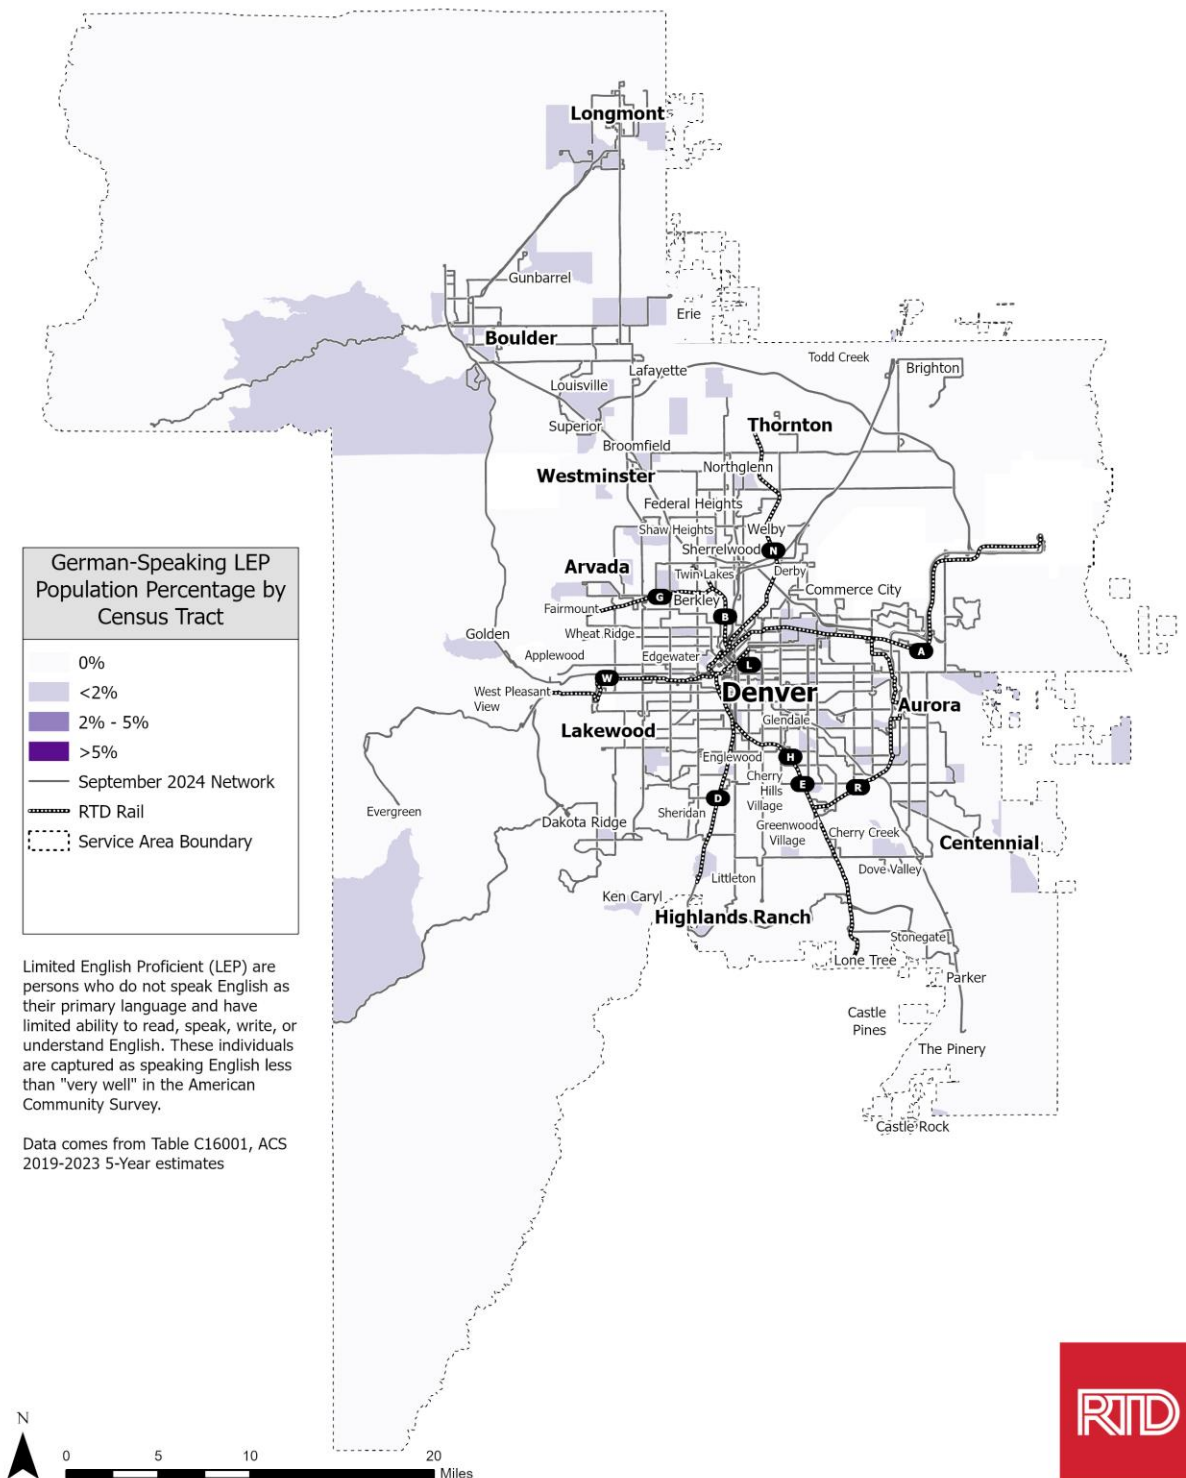 Longmont
Gunbarrel
Erie
Boulder
Todd Creek
Brighton
Lafayette
Louisville
Superior
Thornton
Broomfield
Northglenn
Westminster
Federal Heights
Shaw Heights
Welby
Sherrelwood
N
Arvada
Twin Lakes
Derby
Commerce City
G
Berkley
Fairmount
B
Golden
Wheat Ridge
Applewood
Edgewater
L
A
W
West Pleasant
View
Denver
Aurora
Glendale
Lakewood
Englewood
H
Cherry
Hills
Village
E
R
D
Evergreen
Dakota Ridge
Sheridan
Greenwood
Village
Cherry Creek
Centennial
Dove Valley
Littleton
Ken Caryl
Highlands Ranch
Stonegate
Lone Tree
Parker
Castle
Pines
The Pinery
Castle Rock
German-Speaking LEP
Population Percentage by
Census Tract
0%
<2%
2% - 5%
>5%
September 2024 Network
RTD Rail
Service Area Boundary
Limited English Proficient (LEP) are
persons who do not speak English as
their primary language and have
limited ability to read, speak, write, or
understand English. These individuals
are captured as speaking English less
than "very well" in the American
Community Survey.
Data comes from Table C16001, ACS
2019-2023 5-Year estimates
N
0 5 10 20
Miles
RTD